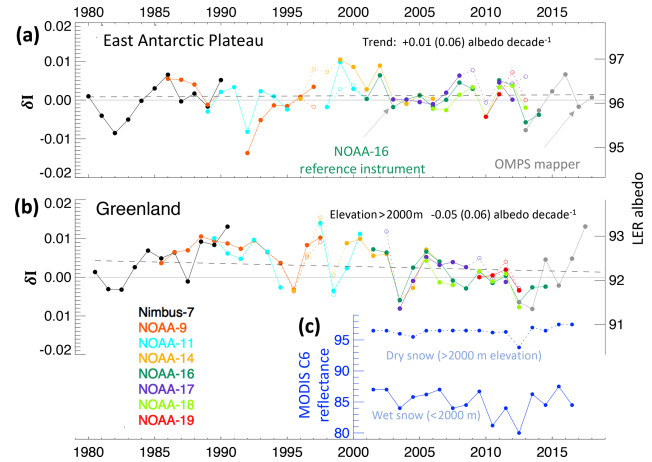 1980 1985 1990 1995 2000 2005 2010 2015
(a) East Antarctic Plateau
Trend: +0.01 (0.06) albedo decade-1
0.02
0.01
0.00
0.01
0.02
δI
97
96
95
NOAA-16
reference instrument
OMPS mapper
(b) Greenland
Elevation>2000m -0.05 (0.06) albedo decade-1
0.02
0.01
0.00
0.01
0.02
δI
93
92
91
LER albedo
Nimbus-7
NOAA-9
NOAA-11
NOAA-14
NOAA-16
NOAA-17
NOAA-18
NOAA-19
(c)
MODIS C6
reflectance
95
90
85
80
Dry snow (>2000 m elevation)
Wet snow (<2000 m)
1980 1985 1990 1995 2000 2005 2010 2015